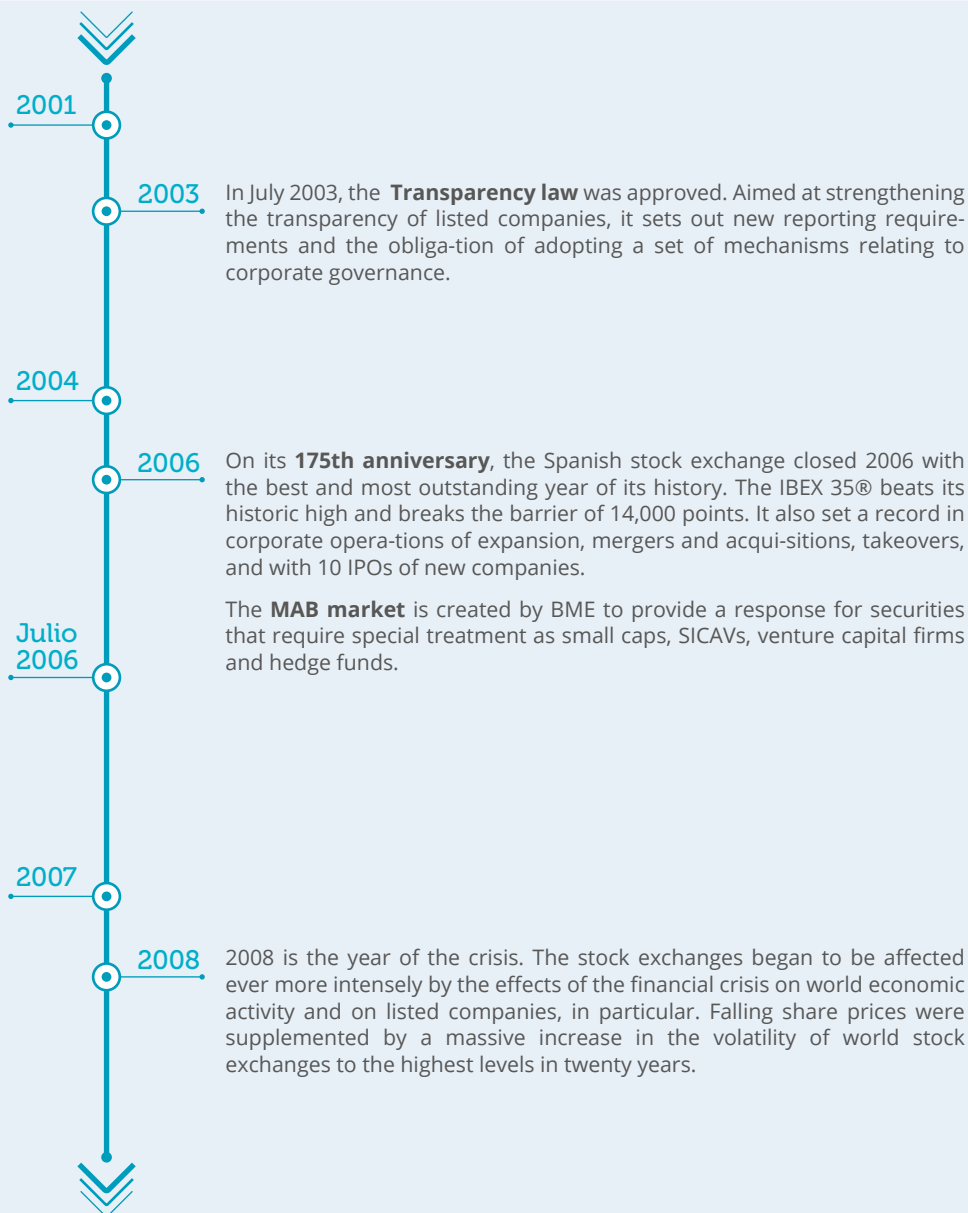 2001
2003
In July 2003, the Transparency law was approved. Aimed at strengthening
the transparency of listed companies, it sets out new reporting require-
ments and the obliga-tion of adopting a set of mechanisms relating to
corporate governance.
2004
2006
On its 175th anniversary, the Spanish stock exchange closed 2006 with
the best and most outstanding year of its history. The IBEX 35® beats its
historic high and breaks the barrier of 14,000 points. It also set a record in
corporate opera-tions of expansion, mergers and acqui-sitions, takeovers,
and with 10 IPOs of new companies.
The MAB market is created by BME to provide a response for securities
that require special treatment as small caps, SICAVs, venture capital firms
and hedge funds.
Julio
2006
2007
2008
2008 is the year of the crisis. The stock exchanges began to be affected
ever more intensely by the effects of the financial crisis on world economic
activity and on listed companies, in particular. Falling share prices were
supplemented by a massive increase in the volatility of world stock
exchanges to the highest levels in twenty years.